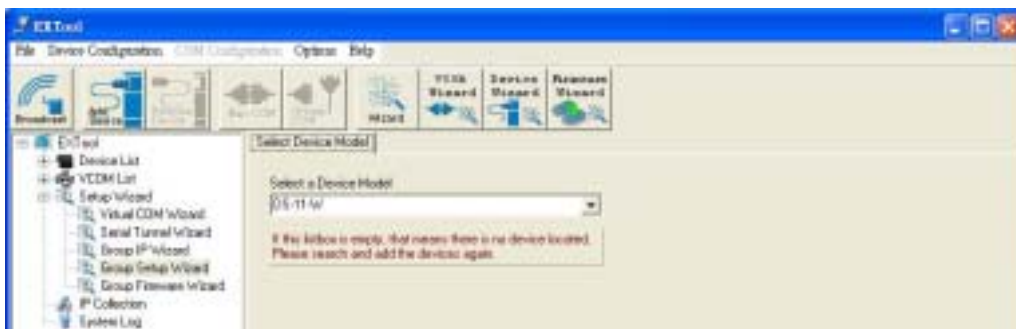 EXTool
File Device Configuration COM Configuration Options Help
Broadcast
Add Device
Wizard
VCOM Wizard
Device Wizard
Firmware Wizard
EXTool
Device List
VCOM List
Setup Wizard
Virtual COM Wizard
Serial Tunnel Wizard
Group IP Wizard
Group Setup Wizard
Group Firmware Wizard
IP Collection
System Log
Select Device Model
Select a Device Model
If this listbox is empty, that means there is no device located.
Please search and add the devices again.